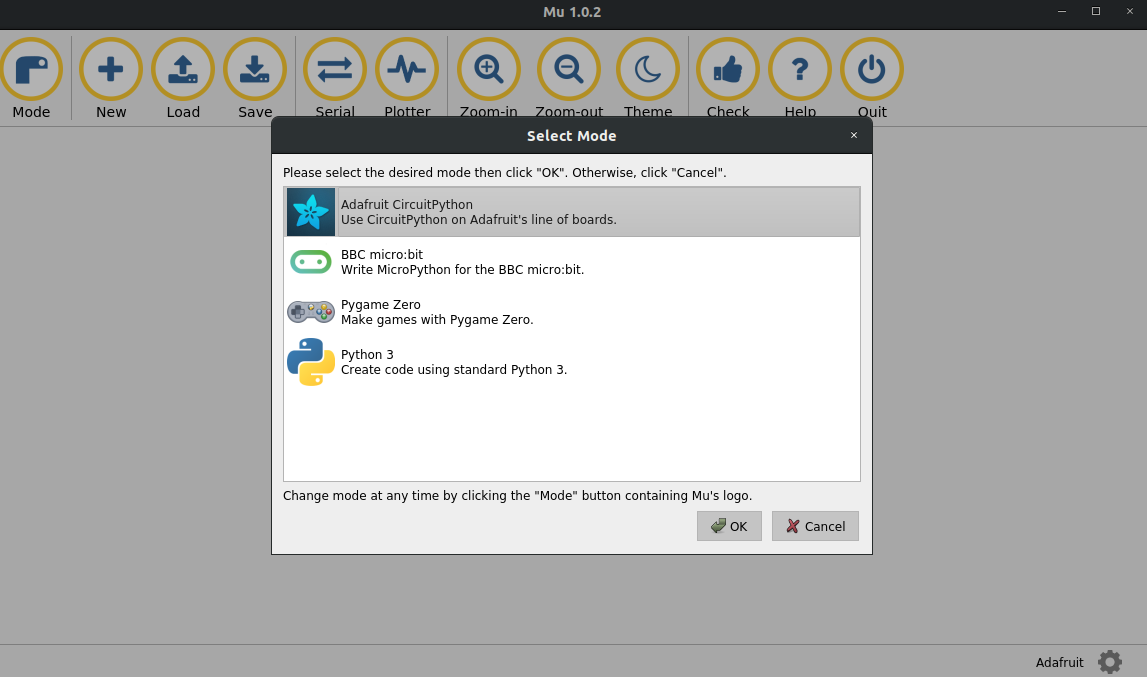 Mu 1.0.2
Mode New Load Save Serial Plotter Zoom-in Zoom-out Theme Check Help Quit
Select Mode
Please select the desired mode then click "OK". Otherwise, click "Cancel".
Adafruit CircuitPython
Use CircuitPython on Adafruit's line of boards.
BBC micro:bit
Write MicroPython for the BBC micro:bit.
Pygame Zero
Make games with Pygame Zero.
Python 3
Create code using standard Python 3.
Change mode at any time by clicking the "Mode" button containing Mu's logo.
OK Cancel
Adafruit